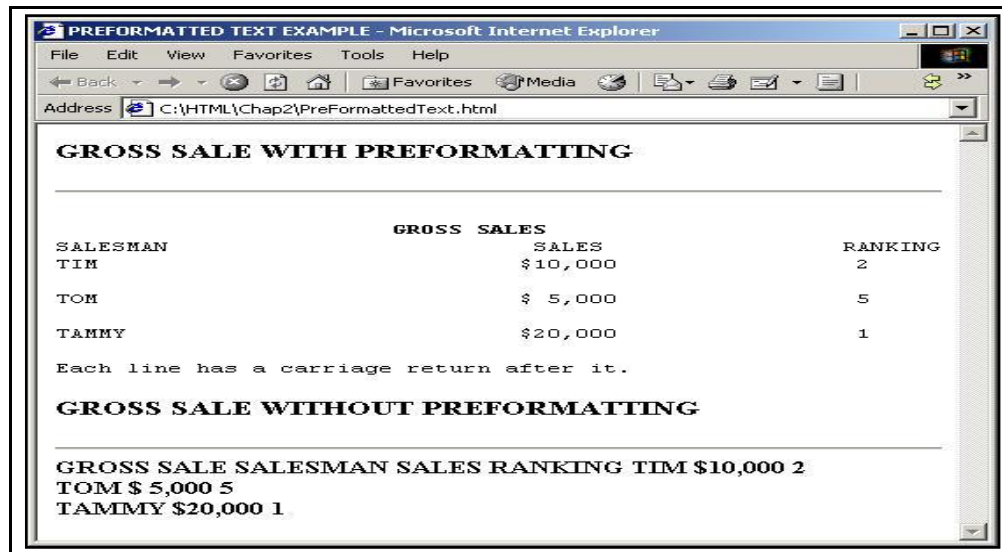 PREFORMATTED TEXT EXAMPLE - Microsoft Internet Explorer
File Edit View Favorites Tools Help
Back Favorites Media »
Address C:\HTML\Chap2\PreFormattedText.html
GROSS SALE WITH PREFORMATTING
GROSS SALES
SALESMAN SALES RANKING
TIM $10,000 2
TOM $ 5,000 5
TAMMY $20,000 1
Each line has a carriage return after it.
GROSS SALE WITHOUT PREFORMATTING
GROSS SALE SALESMAN SALES RANKING TIM $10,000 2
TOM $ 5,000 5
TAMMY $20,000 1